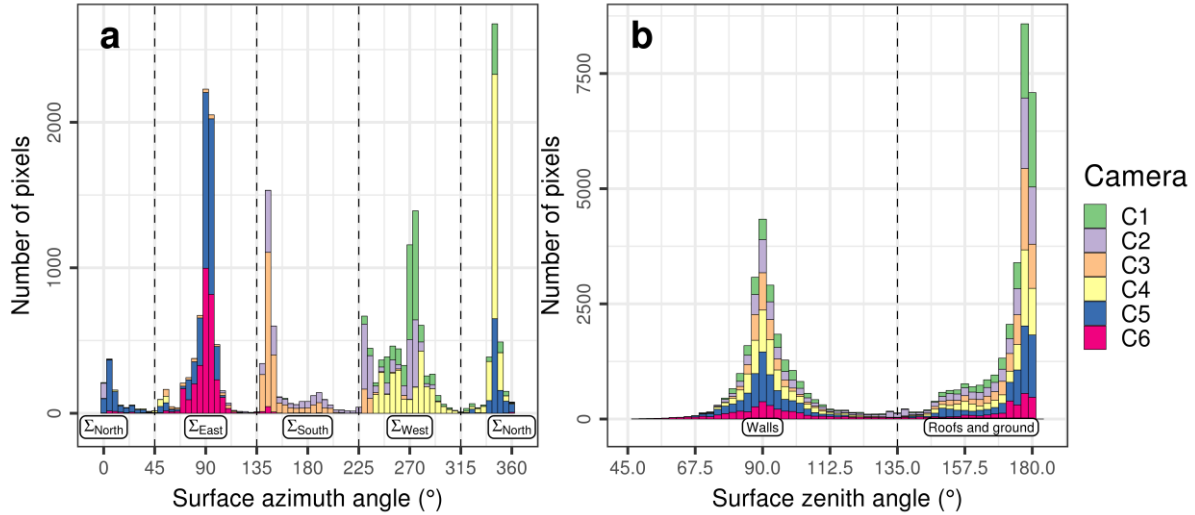 a
Number of pixels
2000
1000
0
ΣNorth
ΣEast
ΣSouth
ΣWest
ΣNorth
0 45 90 135 180 225 270 315 360
Surface azimuth angle (°)
b
Number of pixels
7500
5000
2500
0
Walls
Roofs and ground
45.0 67.5 90.0 112.5 135.0 157.5 180.0
Surface zenith angle (°)
Camera
C1
C2
C3
C4
C5
C6